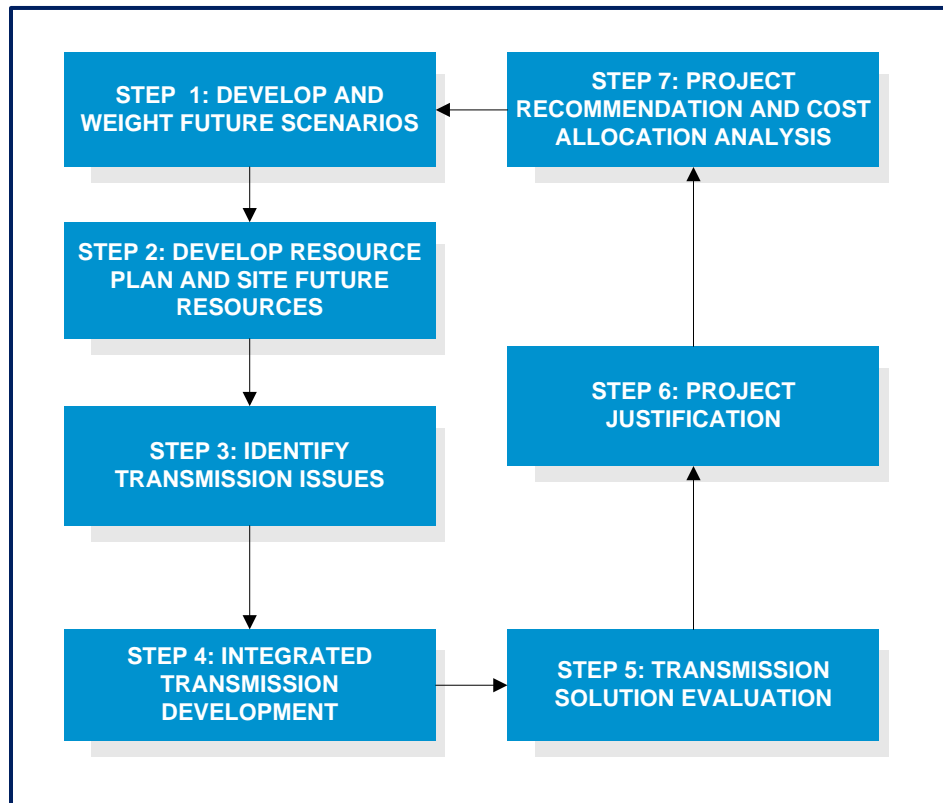 STEP 1: DEVELOP AND
WEIGHT FUTURE SCENARIOS
STEP 2: DEVELOP RESOURCE
PLAN AND SITE FUTURE
RESOURCES
STEP 3: IDENTIFY
TRANSMISSION ISSUES
STEP 4: INTEGRATED
TRANSMISSION
DEVELOPMENT
STEP 5: TRANSMISSION
SOLUTION EVALUATION
STEP 6: PROJECT
JUSTIFICATION
STEP 7: PROJECT
RECOMMENDATION AND COST
ALLOCATION ANALYSIS